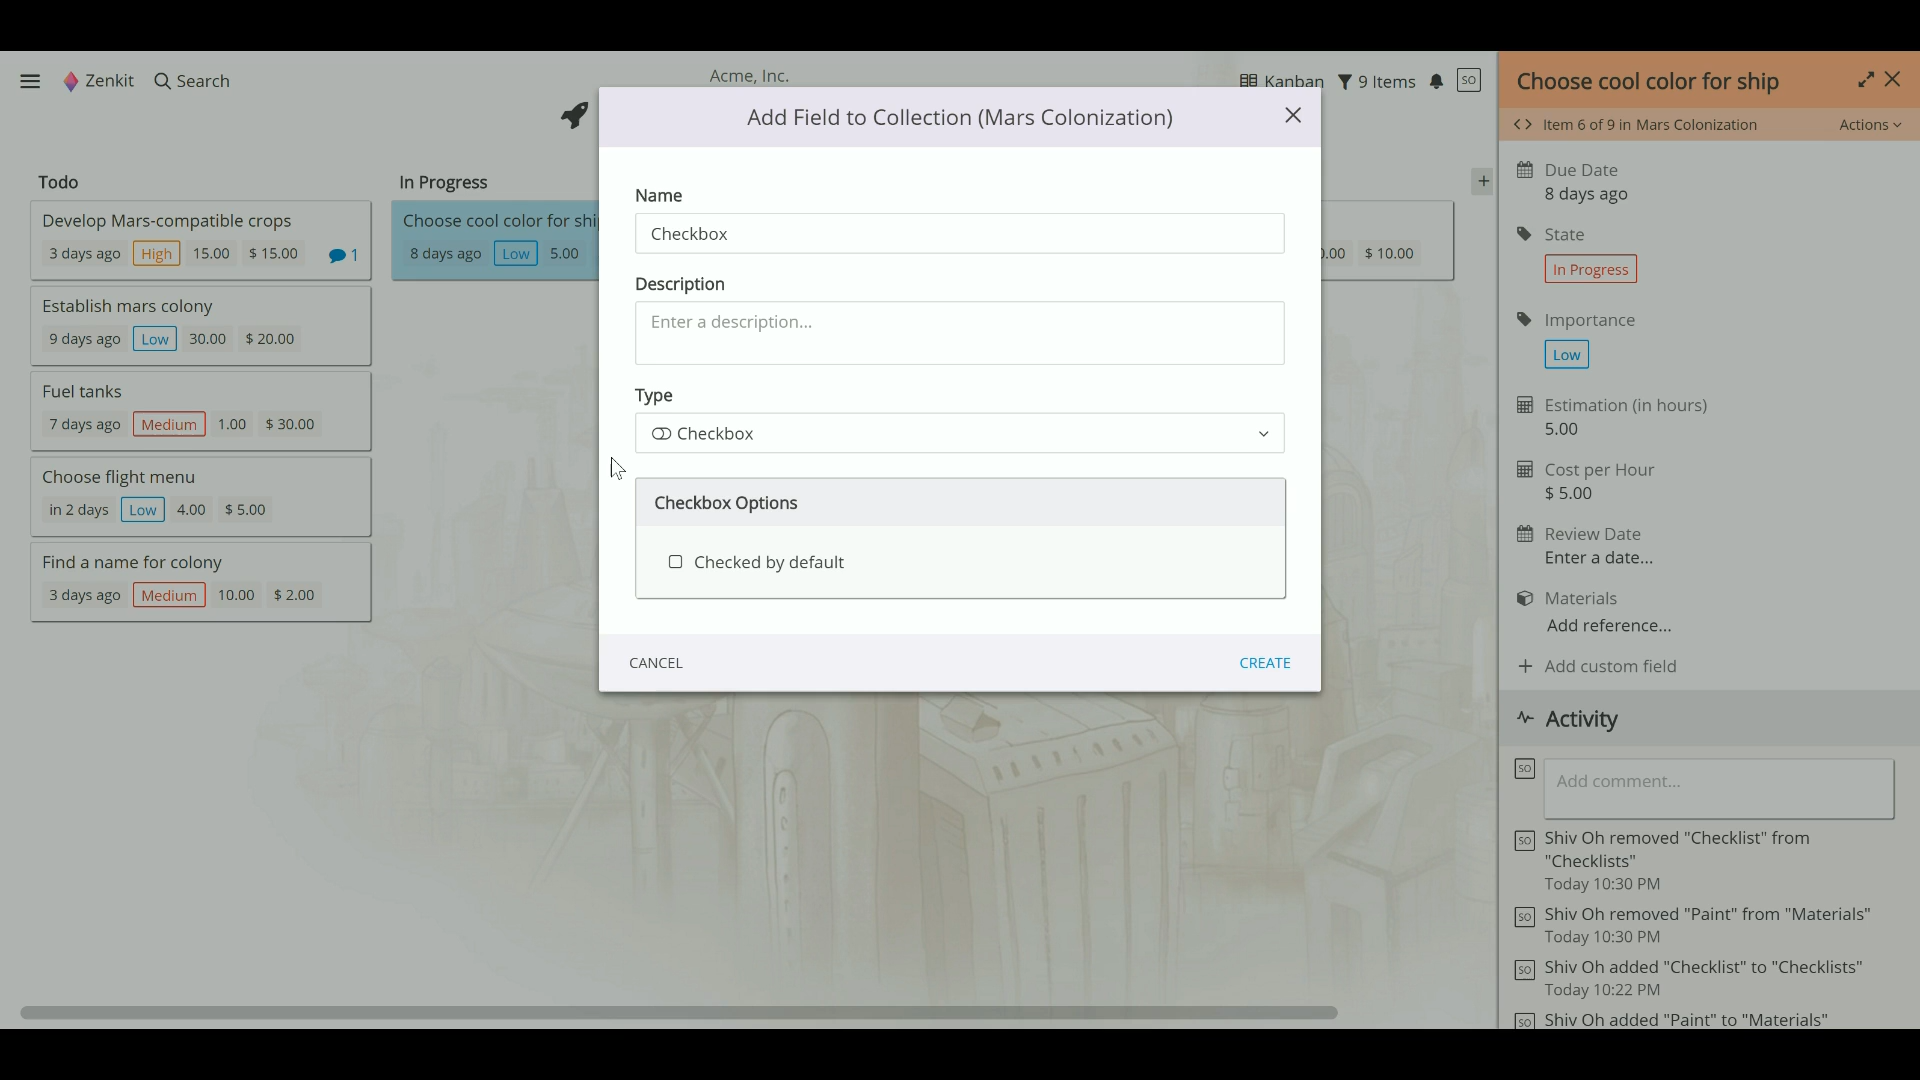 Zenkit
Search
Acme, Inc.
Kanban
9 Items
SO
Todo
Develop Mars-compatible crops
3 days ago High 15.00 $ 15.00 1
Establish mars colony
9 days ago Low 30.00 $ 20.00
Fuel tanks
7 days ago Medium 1.00 $ 30.00
Choose flight menu
in 2 days Low 4.00 $ 5.00
Find a name for colony
3 days ago Medium 10.00 $ 2.00
In Progress
Choose cool color for
8 days ago Low 5.00
$ 10.00
+
Add Field to Collection (Mars Colonization)
Name
Checkbox
Description
Enter a description...
Type
Checkbox
Checkbox Options
Checked by default
CANCEL
CREATE
Choose cool color for ship
Item 6 of 9 in Mars Colonization
Actions
Due Date
8 days ago
State
In Progress
Importance
Low
Estimation (in hours)
5.00
Cost per Hour
$ 5.00
Review Date
Enter a date...
Materials
Add reference...
+ Add custom field
Activity
SO
Add comment...
SO
Shiv Oh removed "Checklist" from
"Checklists"
Today 10:30 PM
SO
Shiv Oh removed "Paint" from "Materials"
Today 10:30 PM
SO
Shiv Oh added "Checklist" to "Checklists"
Today 10:22 PM
SO
Shiv Oh added "Paint" to "Materials"